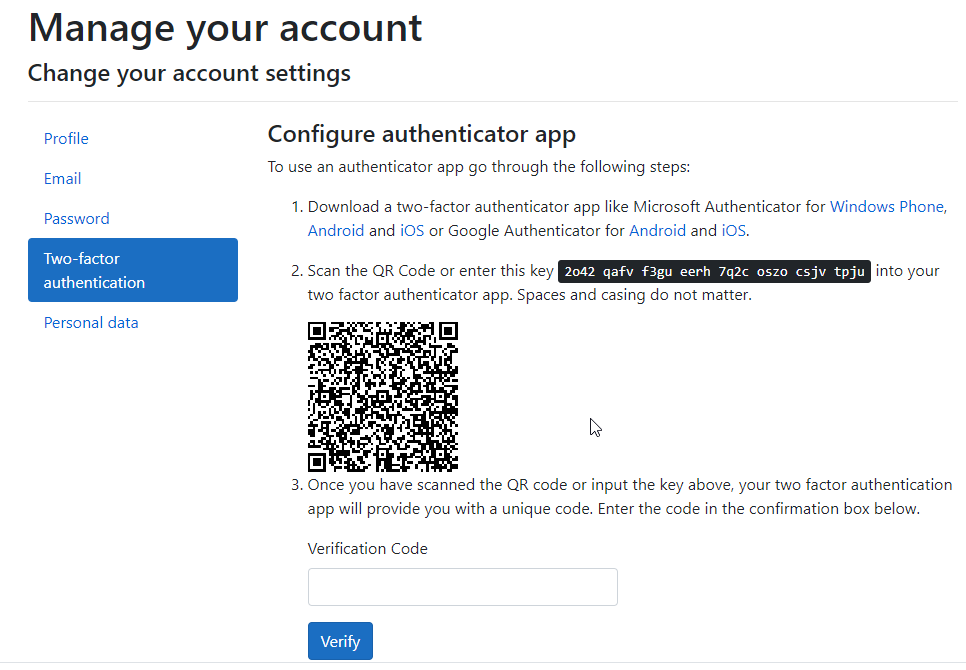 Manage your account
Change your account settings
Profile
Email
Password
Two-factor
authentication
Personal data
Configure authenticator app
To use an authenticator app go through the following steps:
1. Download a two-factor authenticator app like Microsoft Authenticator for Windows Phone,
Android and iOS or Google Authenticator for Android and iOS.
2. Scan the QR Code or enter this key 2o42 qafv f3gu eerh 7q2c oszo csjv tpju into your
two factor authenticator app. Spaces and casing do not matter.
3. Once you have scanned the QR code or input the key above, your two factor authentication
app will provide you with a unique code. Enter the code in the confirmation box below.
Verification Code
Verify